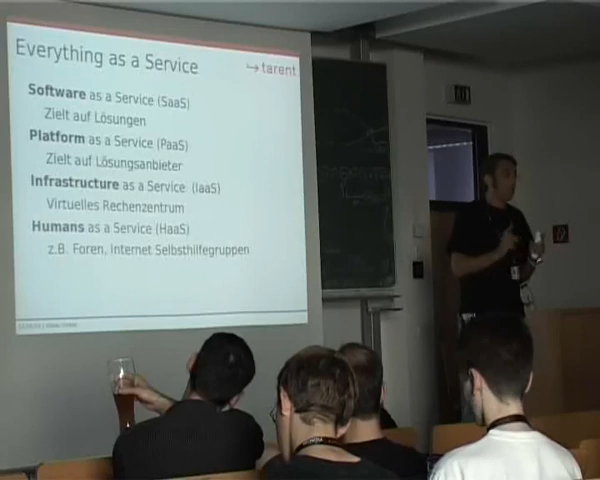 Everything as a Service
tarent
Software as a Service (SaaS)
Zielt auf Lösungen
Platform as a Service (PaaS)
Zielt auf Lösungsanbieter
Infrastructure as a Service (IaaS)
Virtuelles Rechenzentrum
Humans as a Service (HaaS)
z.B. Foren, Internet Selbsthilfegruppen